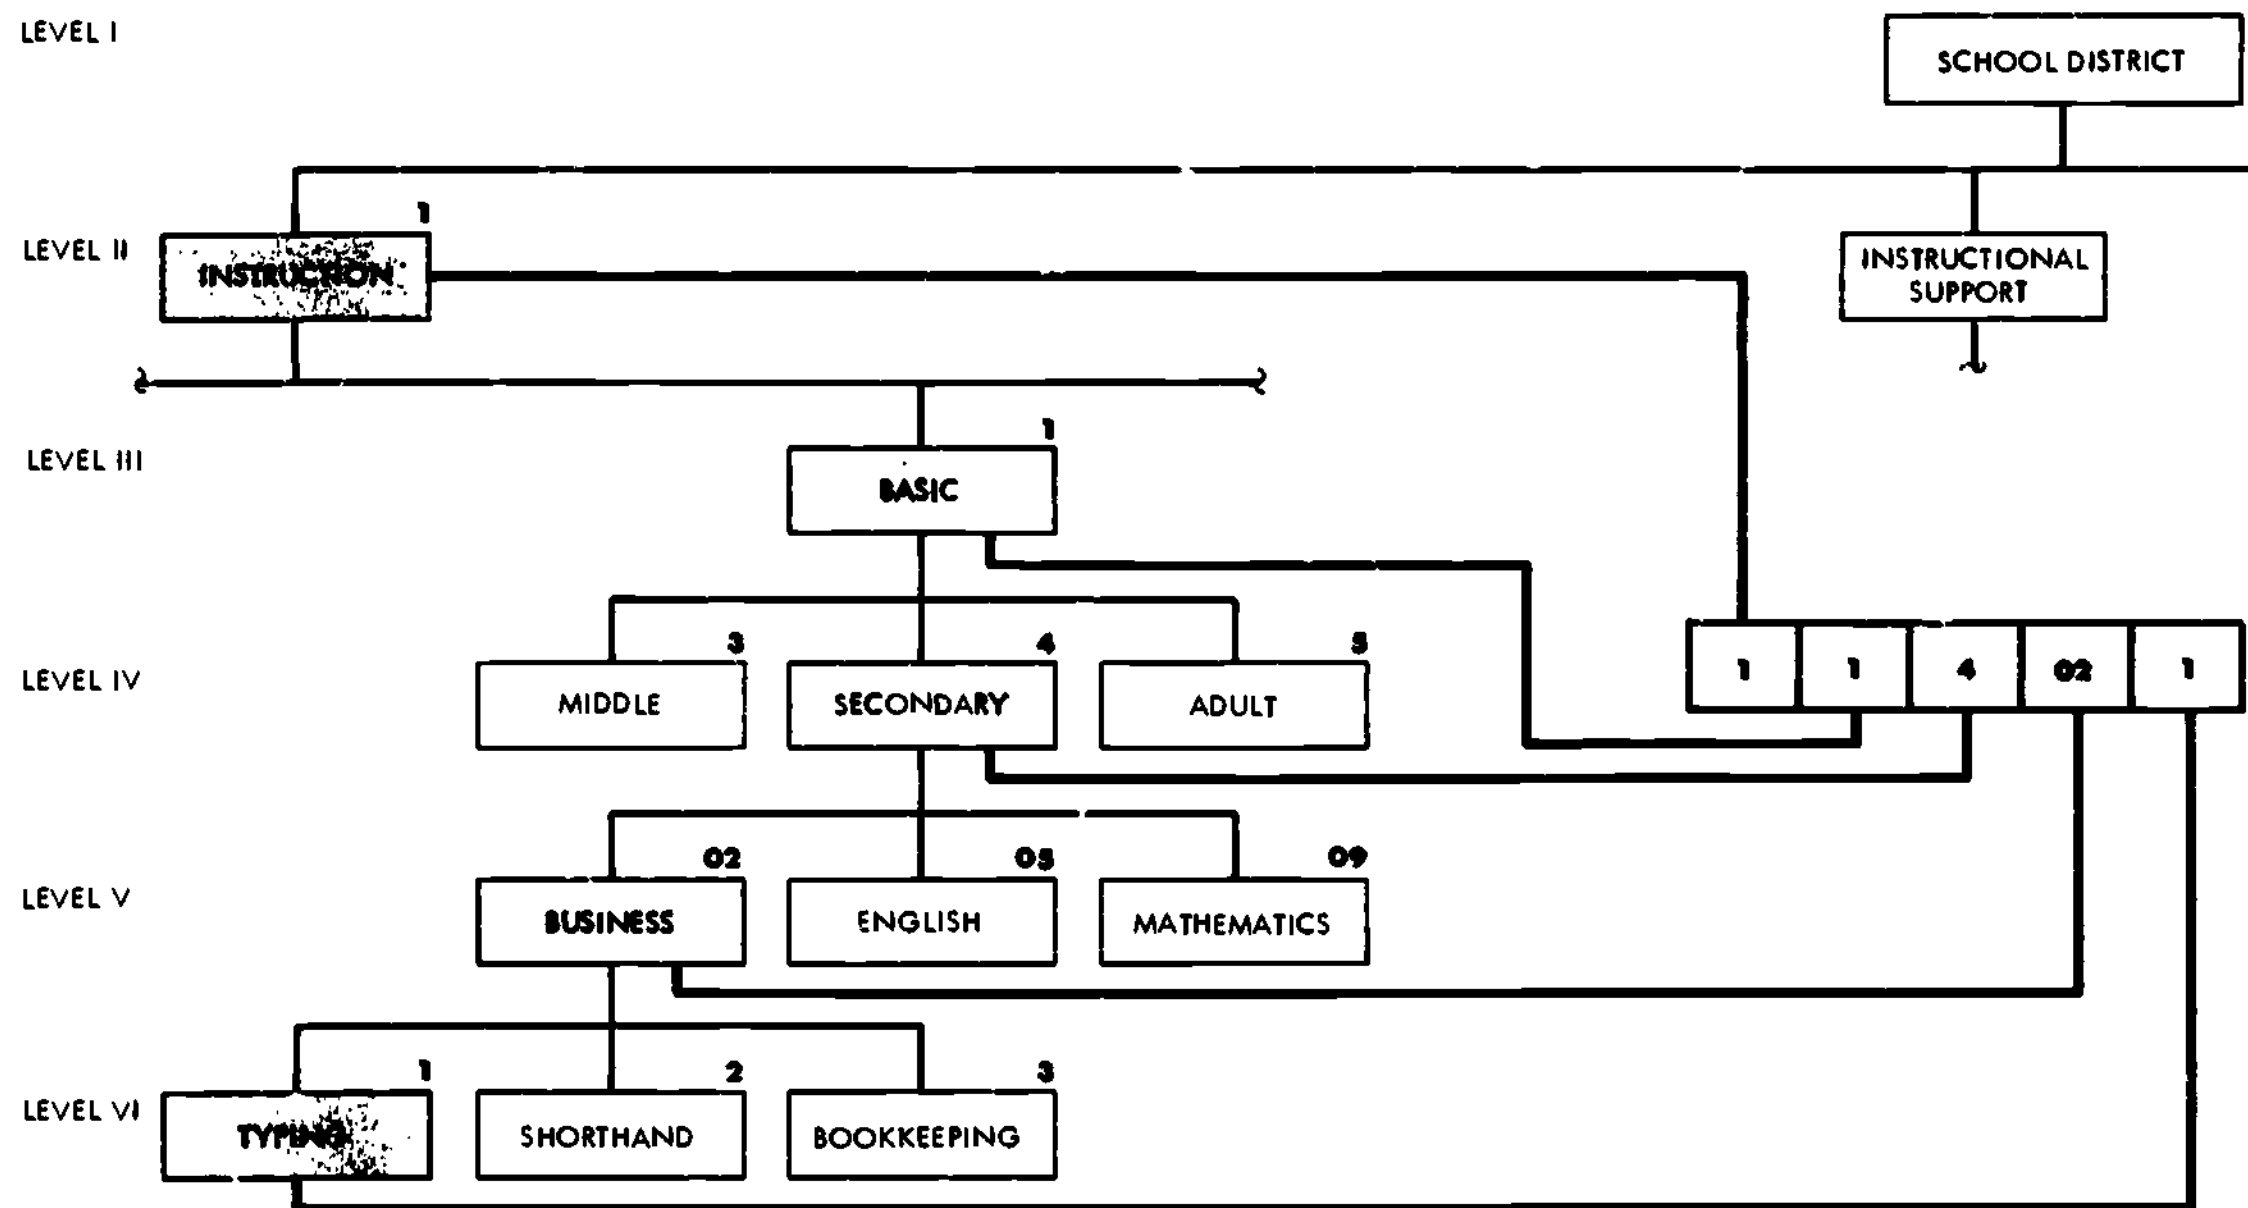 LEVEL I
SCHOOL DISTRICT
1
LEVEL II
INSTRUCTION
INSTRUCTIONAL
SUPPORT
1
LEVEL III
BASIC
3 4 5
1 1 4 02 1
LEVEL IV
MIDDLE SECONDARY ADULT
02 05 09
LEVEL V
BUSINESS ENGLISH MATHEMATICS
1 2 3
LEVEL VI
TYPING SHORTHAND BOOKKEEPING